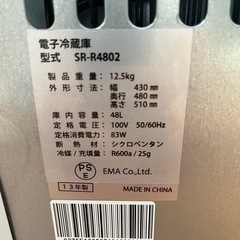 電子冷蔵庫
型式 SR-R4802
製品重量: 12.5kg
外形寸法: 幅 430mm
奥行 480mm
高さ 510mm
庫内容量: 48L
定格電圧: 100V 50/60Hz
定格消費電力: 83W
断熱材: シクロペンタン
冷媒/充填量: R600a/25g
PS
E
EMA Co.,Ltd.
13年製
MADE IN CHINA